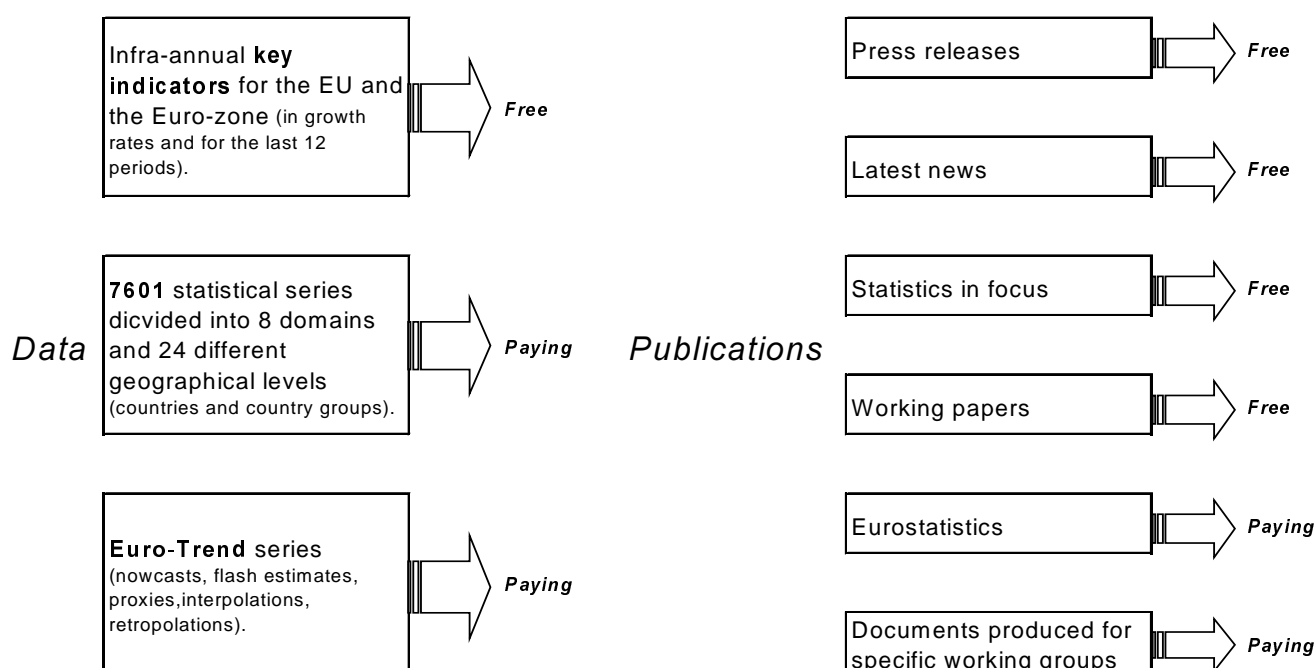 Data
Infra-annual key
indicators for the EU and
the Euro-zone (in growth
rates and for the last 12
periods).
Free
7601 statistical series
dicvided into 8 domains
and 24 different
geographical levels
(countries and country groups).
Paying
Euro-Trend series
(nowcasts, flash estimates,
proxies,interpolations,
retropolations).
Paying
Publications
Press releases
Free
Latest news
Free
Statistics in focus
Free
Working papers
Free
Eurostatistics
Paying
Documents produced for
specific working groups
Paying